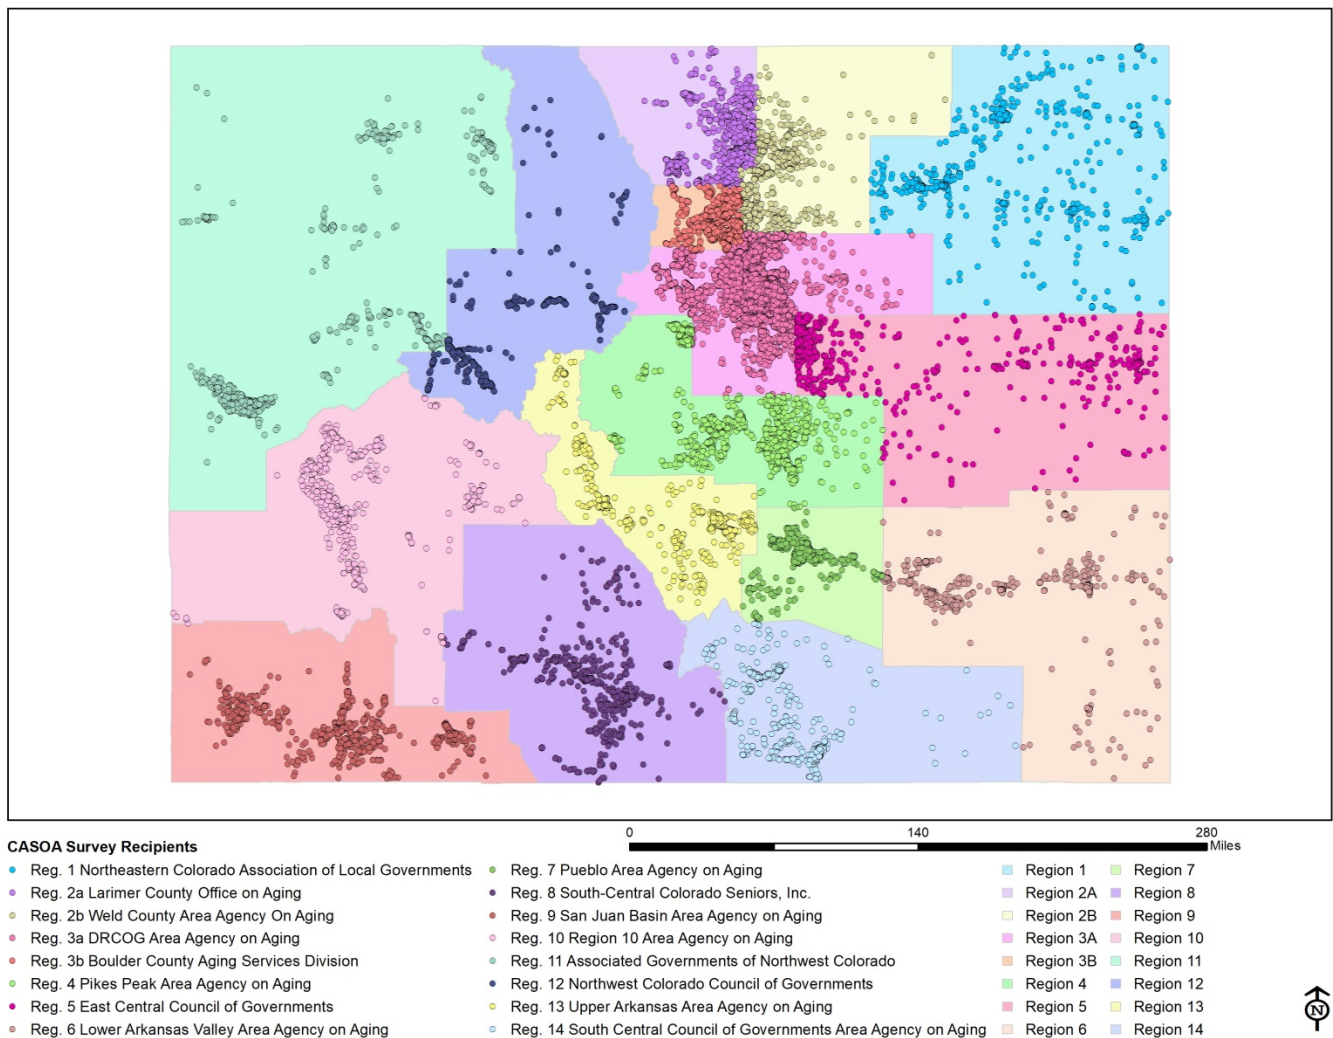 0 140 280
Miles
CASOA Survey Recipients
Reg. 1 Northeastern Colorado Association of Local Governments
Reg. 2a Larimer County Office on Aging
Reg. 2b Weld County Area Agency On Aging
Reg. 3a DRCOG Area Agency on Aging
Reg. 3b Boulder County Aging Services Division
Reg. 4 Pikes Peak Area Agency on Aging
Reg. 5 East Central Council of Governments
Reg. 6 Lower Arkansas Valley Area Agency on Aging
Reg. 7 Pueblo Area Agency on Aging
Reg. 8 South-Central Colorado Seniors, Inc.
Reg. 9 San Juan Basin Area Agency on Aging
Reg. 10 Region 10 Area Agency on Aging
Reg. 11 Associated Governments of Northwest Colorado
Reg. 12 Northwest Colorado Council of Governments
Reg. 13 Upper Arkansas Area Agency on Aging
Reg. 14 South Central Council of Governments Area Agency on Aging
Region 1
Region 2A
Region 2B
Region 3A
Region 3B
Region 4
Region 5
Region 6
Region 7
Region 8
Region 9
Region 10
Region 11
Region 12
Region 13
Region 14
N